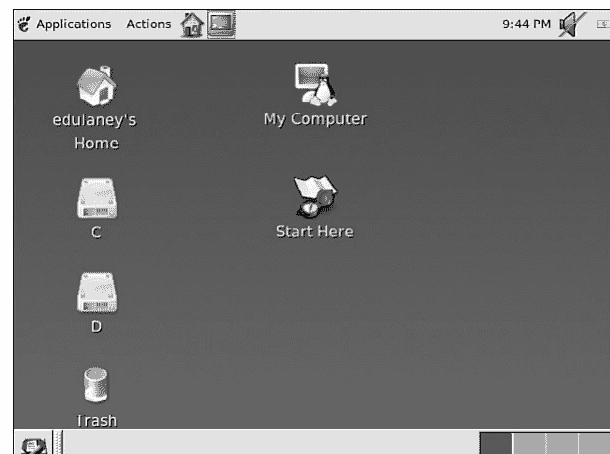 Applications Actions 9:44 PM
edulaney's
Home
My Computer
C
Start Here
D
Trash